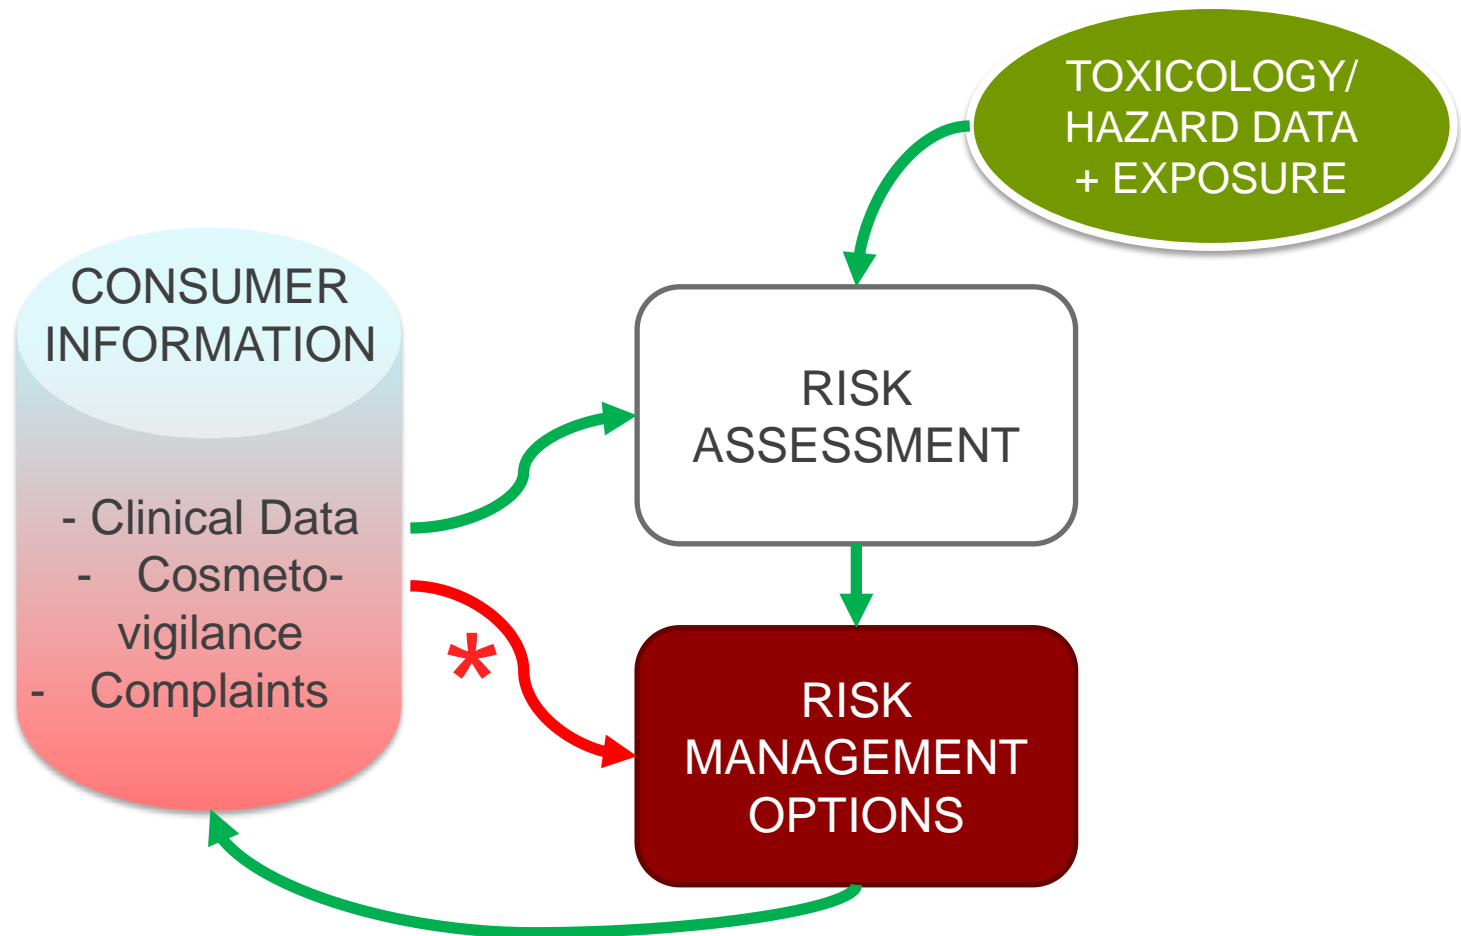 TOXICOLOGY/
HAZARD DATA
+ EXPOSURE
CONSUMER
INFORMATION
- Clinical Data
- Cosmeto-
vigilance
- Complaints
RISK
ASSESSMENT
*
RISK
MANAGEMENT
OPTIONS